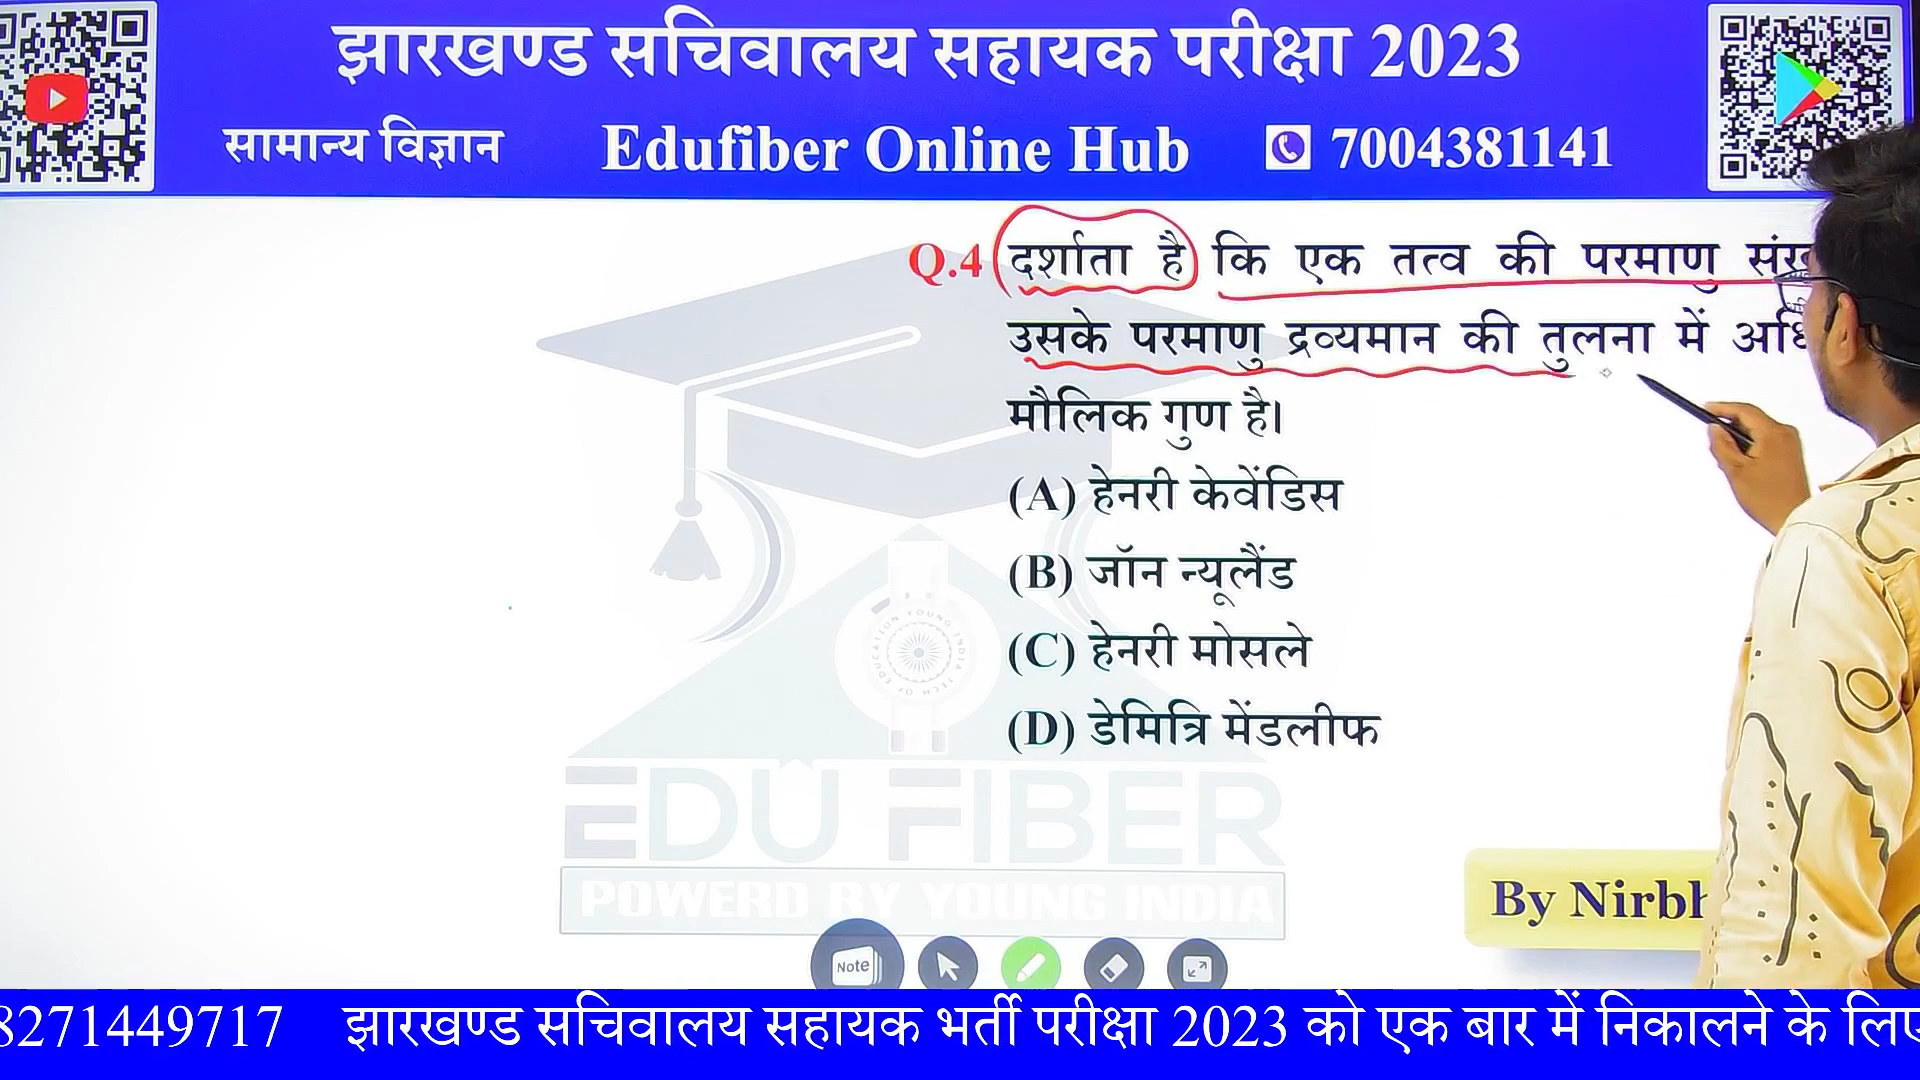 झारखण्ड सचिवालय सहायक परीक्षा 2023
सामान्य विज्ञान Edufiber Online Hub 7004381141
Q.4 दर्शाता है कि एक तत्व की परमाणु
उसके परमाणु द्रव्यमान की तुलना में
मौलिक गुण है।
(A) हेनरी केवेंडिस
(B) जॉन न्यूलैंड
(C) हेनरी मोसले
(D) डेमित्रि मेंडलीफ
EDU FIBER
POWERD BY YOUNG INDIA
By
Note
8271449717 झारखण्ड सचिवालय सहायक भर्ती परीक्षा 2023 को एक बार में निकालने के